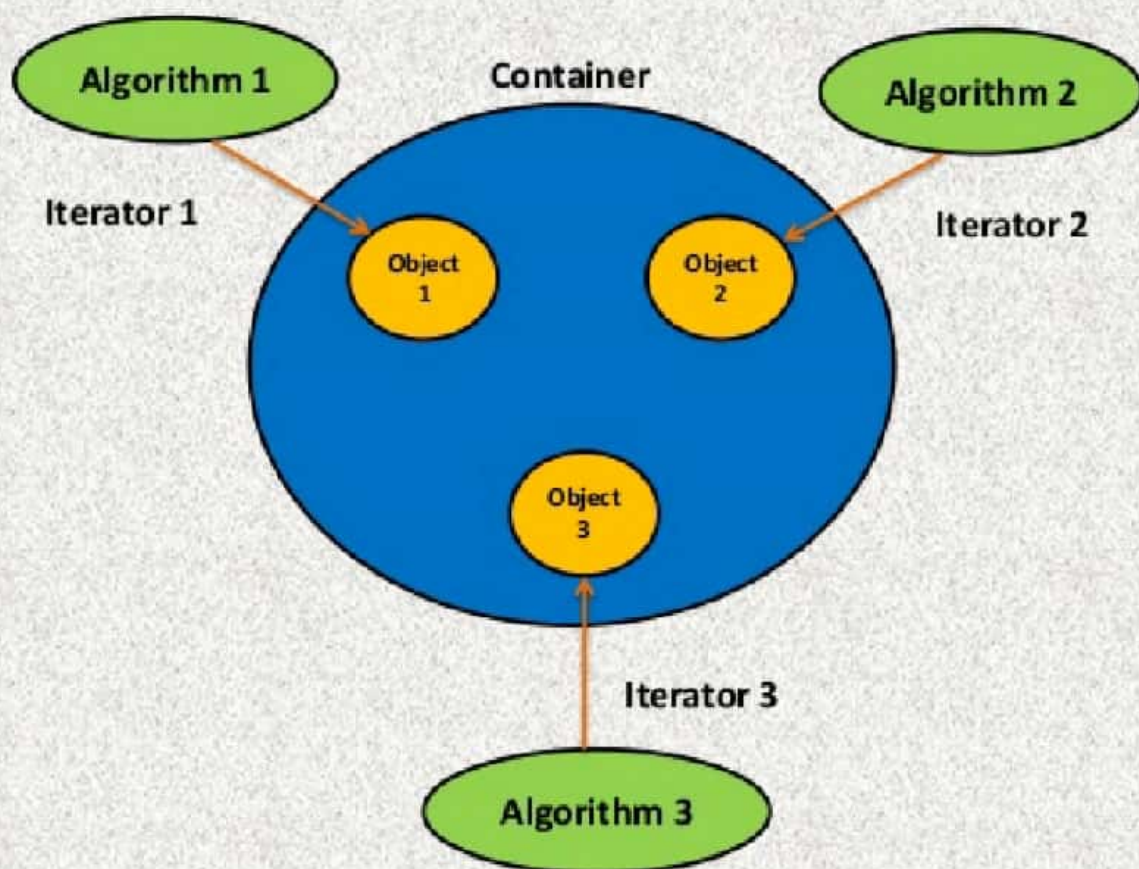 Algorithm 1
Container
Algorithm 2
Iterator 1
Iterator 2
Object
1
Object
2
Object
3
Iterator 3
Algorithm 3